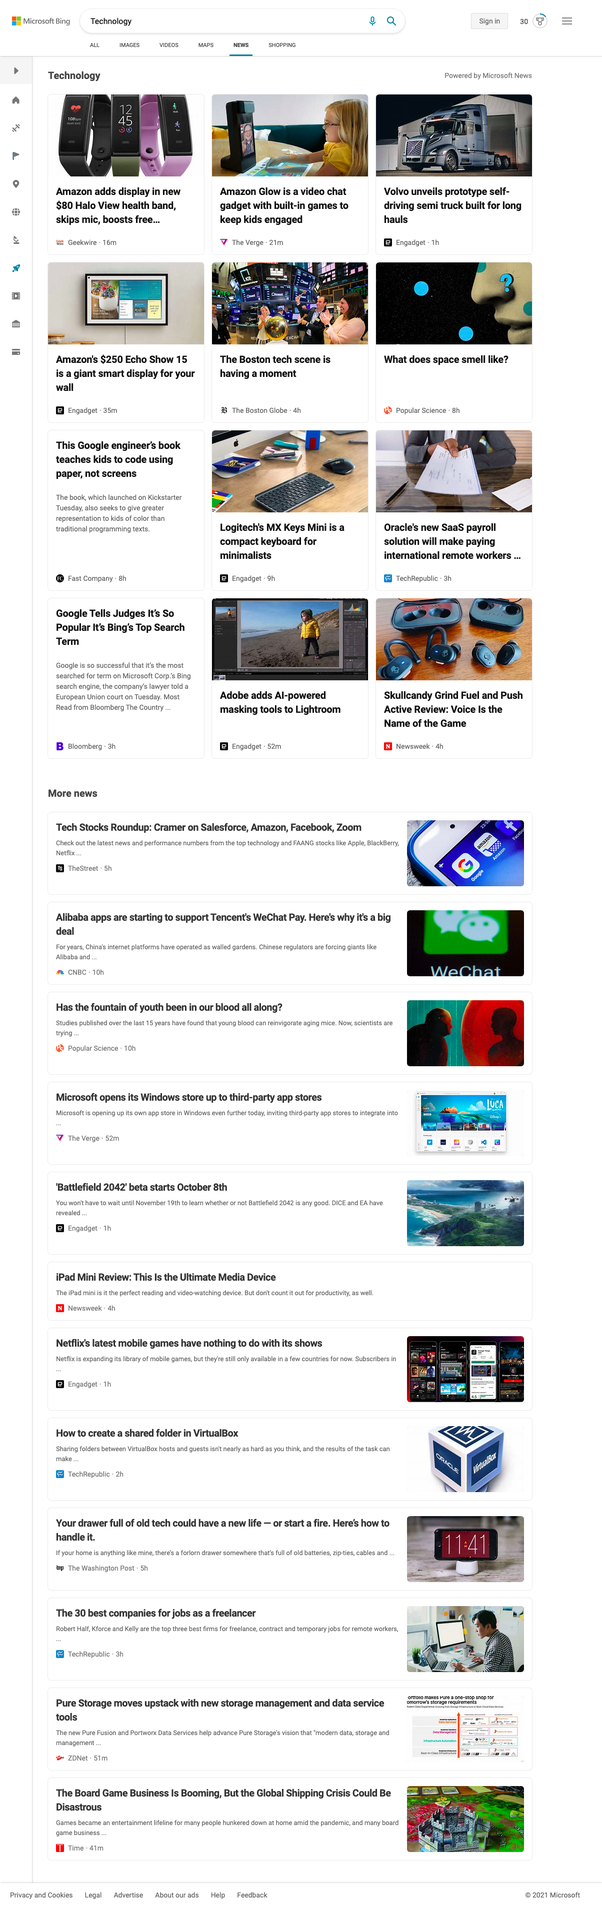 Microsoft Bing
Technology
Sign in
30
ALL
IMAGES
VIDEOS
MAPS
NEWS
SHOPPING
Technology
Powered by Microsoft News
12
45
Amazon adds display in new
$80 Halo View health band,
skips mic, boosts free...
Geekwire · 16m
Amazon Glow is a video chat
gadget with built-in games to
keep kids engaged
The Verge · 21m
Volvo unveils prototype self-
driving semi truck built for long
hauls
Engadget · 1h
Amazon's $250 Echo Show 15
is a giant smart display for your
wall
Engadget · 35m
The Boston tech scene is
having a moment
The Boston Globe · 4h
?
What does space smell like?
Popular Science · 8h
This Google engineer's book
teaches kids to code using
paper, not screens
The book, which launched on Kickstarter
Tuesday, also seeks to give greater
representation to kids of color than
traditional programming texts.
Fast Company · 8h
Logitech's MX Keys Mini is a
compact keyboard for
minimalists
Engadget · 9h
Oracle's new SaaS payroll
solution will make paying
international remote workers ...
TechRepublic · 3h
Google Tells Judges It's So
Popular It's Bing's Top Search
Term
Google is so successful that it's the most
searched for term on Microsoft Corp.'s Bing
search engine, the company's lawyer told a
European Union court on Tuesday. Most
Read from Bloomberg The Country ...
Bloomberg · 3h
Adobe adds AI-powered
masking tools to Lightroom
Engadget · 52m
Skullcandy Grind Fuel and Push
Active Review: Voice Is the
Name of the Game
Newsweek · 4h
More news
Tech Stocks Roundup: Cramer on Salesforce, Amazon, Facebook, Zoom
Check out the latest news and performance numbers from the top technology and FAANG stocks like Apple, BlackBerry,
Netflix ...
TheStreet · 5h
amazon
Google
Amazon
Alibaba apps are starting to support Tencent's WeChat Pay. Here's why it's a big
deal
For years, China's internet platforms have operated as walled gardens. Chinese regulators are forcing giants like
Alibaba and ...
CNBC · 10h
WeChat
Has the fountain of youth been in our blood all along?
Studies published over the last 15 years have found that young blood can reinvigorate aging mice. Now, scientists are
trying ...
Popular Science · 10h
Microsoft opens its Windows store up to third-party app stores
Microsoft is opening up its own app store in Windows even further today, inviting third-party app stores to integrate into
...
The Verge · 52m
LUCA
'Battlefield 2042' beta starts October 8th
You won't have to wait until November 19th to learn whether or not Battlefield 2042 is any good. DICE and EA have
revealed ...
Engadget · 1h
iPad Mini Review: This Is the Ultimate Media Device
The iPad mini is it the perfect reading and video-watching device. But don't count it out for productivity, as well.
Newsweek · 4h
Netflix's latest mobile games have nothing to do with its shows
Netflix is expanding its library of mobile games, but they're still only available in a few countries for now. Subscribers in
...
Engadget · 1h
How to create a shared folder in VirtualBox
Sharing folders between VirtualBox hosts and guests isn't nearly as hard as you think, and the results of the task can
make ...
TechRepublic · 2h
ORACLE
VirtualBox
Your drawer full of old tech could have a new life — or start a fire. Here's how to
handle it.
If your home is anything like mine, there's a forlorn drawer somewhere that's full of old batteries, zip-ties, cables and ...
The Washington Post · 5h
11:41
The 30 best companies for jobs as a freelancer
Robert Half, Kforce and Kelly are the top three best firms for freelance, contract and temporary jobs for remote workers,
...
TechRepublic · 3h
Pure Storage moves upstack with new storage management and data service
tools
The new Pure Fusion and Portworx Data Services help advance Pure Storage's vision that "modern data, storage and
management ...
ZDNet · 51m
Portfolio makes Pure a one-stop shop for
tomorrow's storage requirements
The Board Game Business Is Booming, But the Global Shipping Crisis Could Be
Disastrous
Games became an entertainment lifeline for many people hunkered down at home amid the pandemic, and many board
game business ...
Time · 41m
Privacy and Cookies
Legal
Advertise
About our ads
Help
Feedback
© 2021 Microsoft